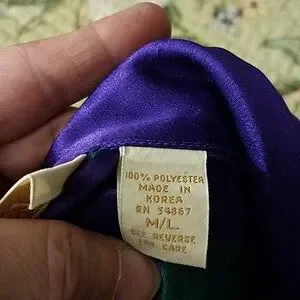 100% POLYESTER
MADE IN
KOREA
RN 54867
M/L
SEE REVERSE
FOR CARE